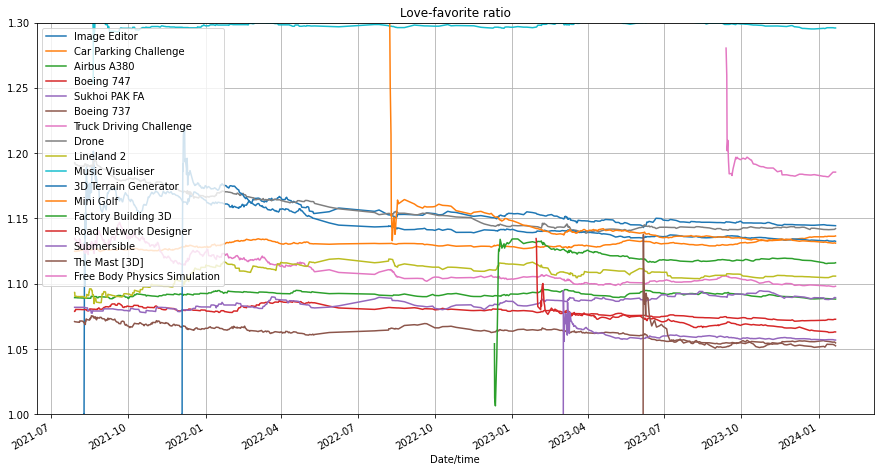 Love-favorite ratio
1.30
1.25
1.20
1.15
1.10
1.05
1.00
Image Editor
Car Parking Challenge
Airbus A380
Boeing 747
Sukhoi PAK FA
Boeing 737
Truck Driving Challenge
Drone
Lineland 2
Music Visualiser
3D Terrain Generator
Mini Golf
Factory Building 3D
Road Network Designer
Submersible
The Mast [3D]
Free Body Physics Simulation
2021-07
2021-10
2022-01
2022-04
2022-07
2022-10
2023-01
2023-04
2023-07
2023-10
2024-01
Date/time